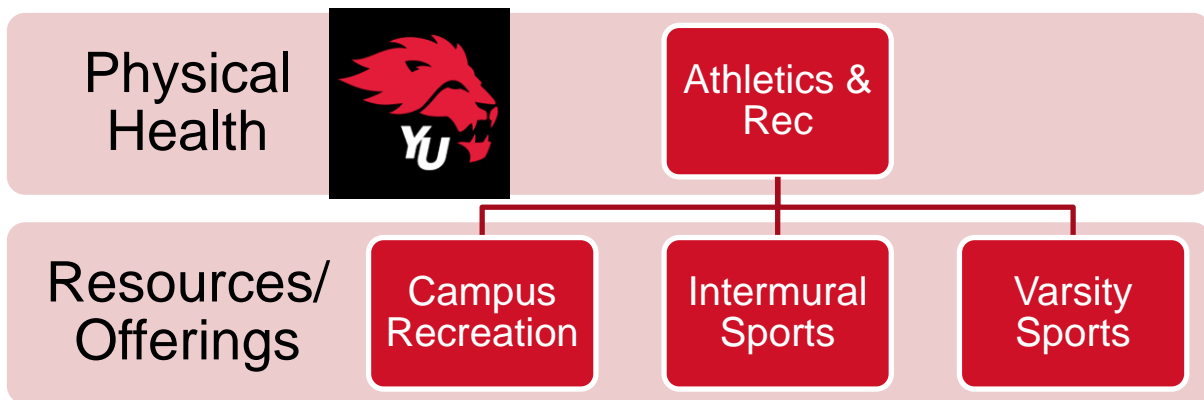 Physical
Health
YU
Athletics &
Rec
Resources/
Offerings
Campus
Recreation
Intermural
Sports
Varsity
Sports